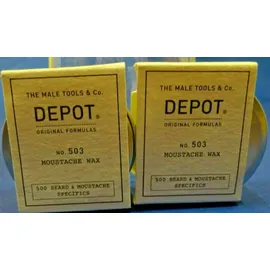 THE MALE TOOLS & Co.
DEPOT®
ORIGINAL FORMULAS
NO. 503
MOUSTACHE WAX
500 BEARD & MOUSTACHE
SPECIFICS
THE MALE TOOLS & Co.
DEPOT®
ORIGINAL FORMULAS
NO. 503
MOUSTACHE WAX
500 BEARD & MOUSTACHE
SPECIFICS